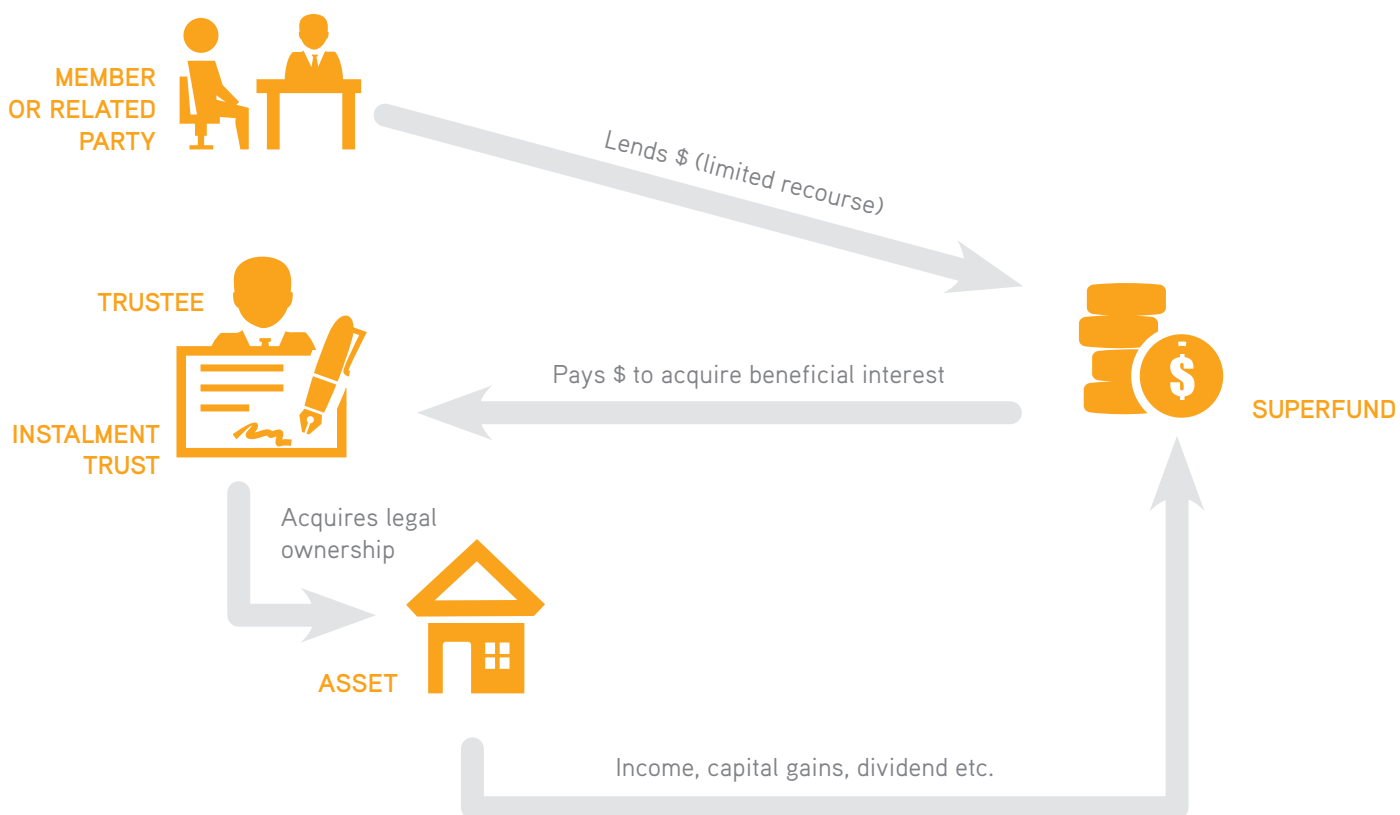 MEMBER
OR RELATED
PARTY
Lends $ (limited recourse)
TRUSTEE
Pays $ to acquire beneficial interest
$
SUPERFUND
INSTALMENT
TRUST
Acquires legal
ownership
ASSET
Income, capital gains, dividend etc.